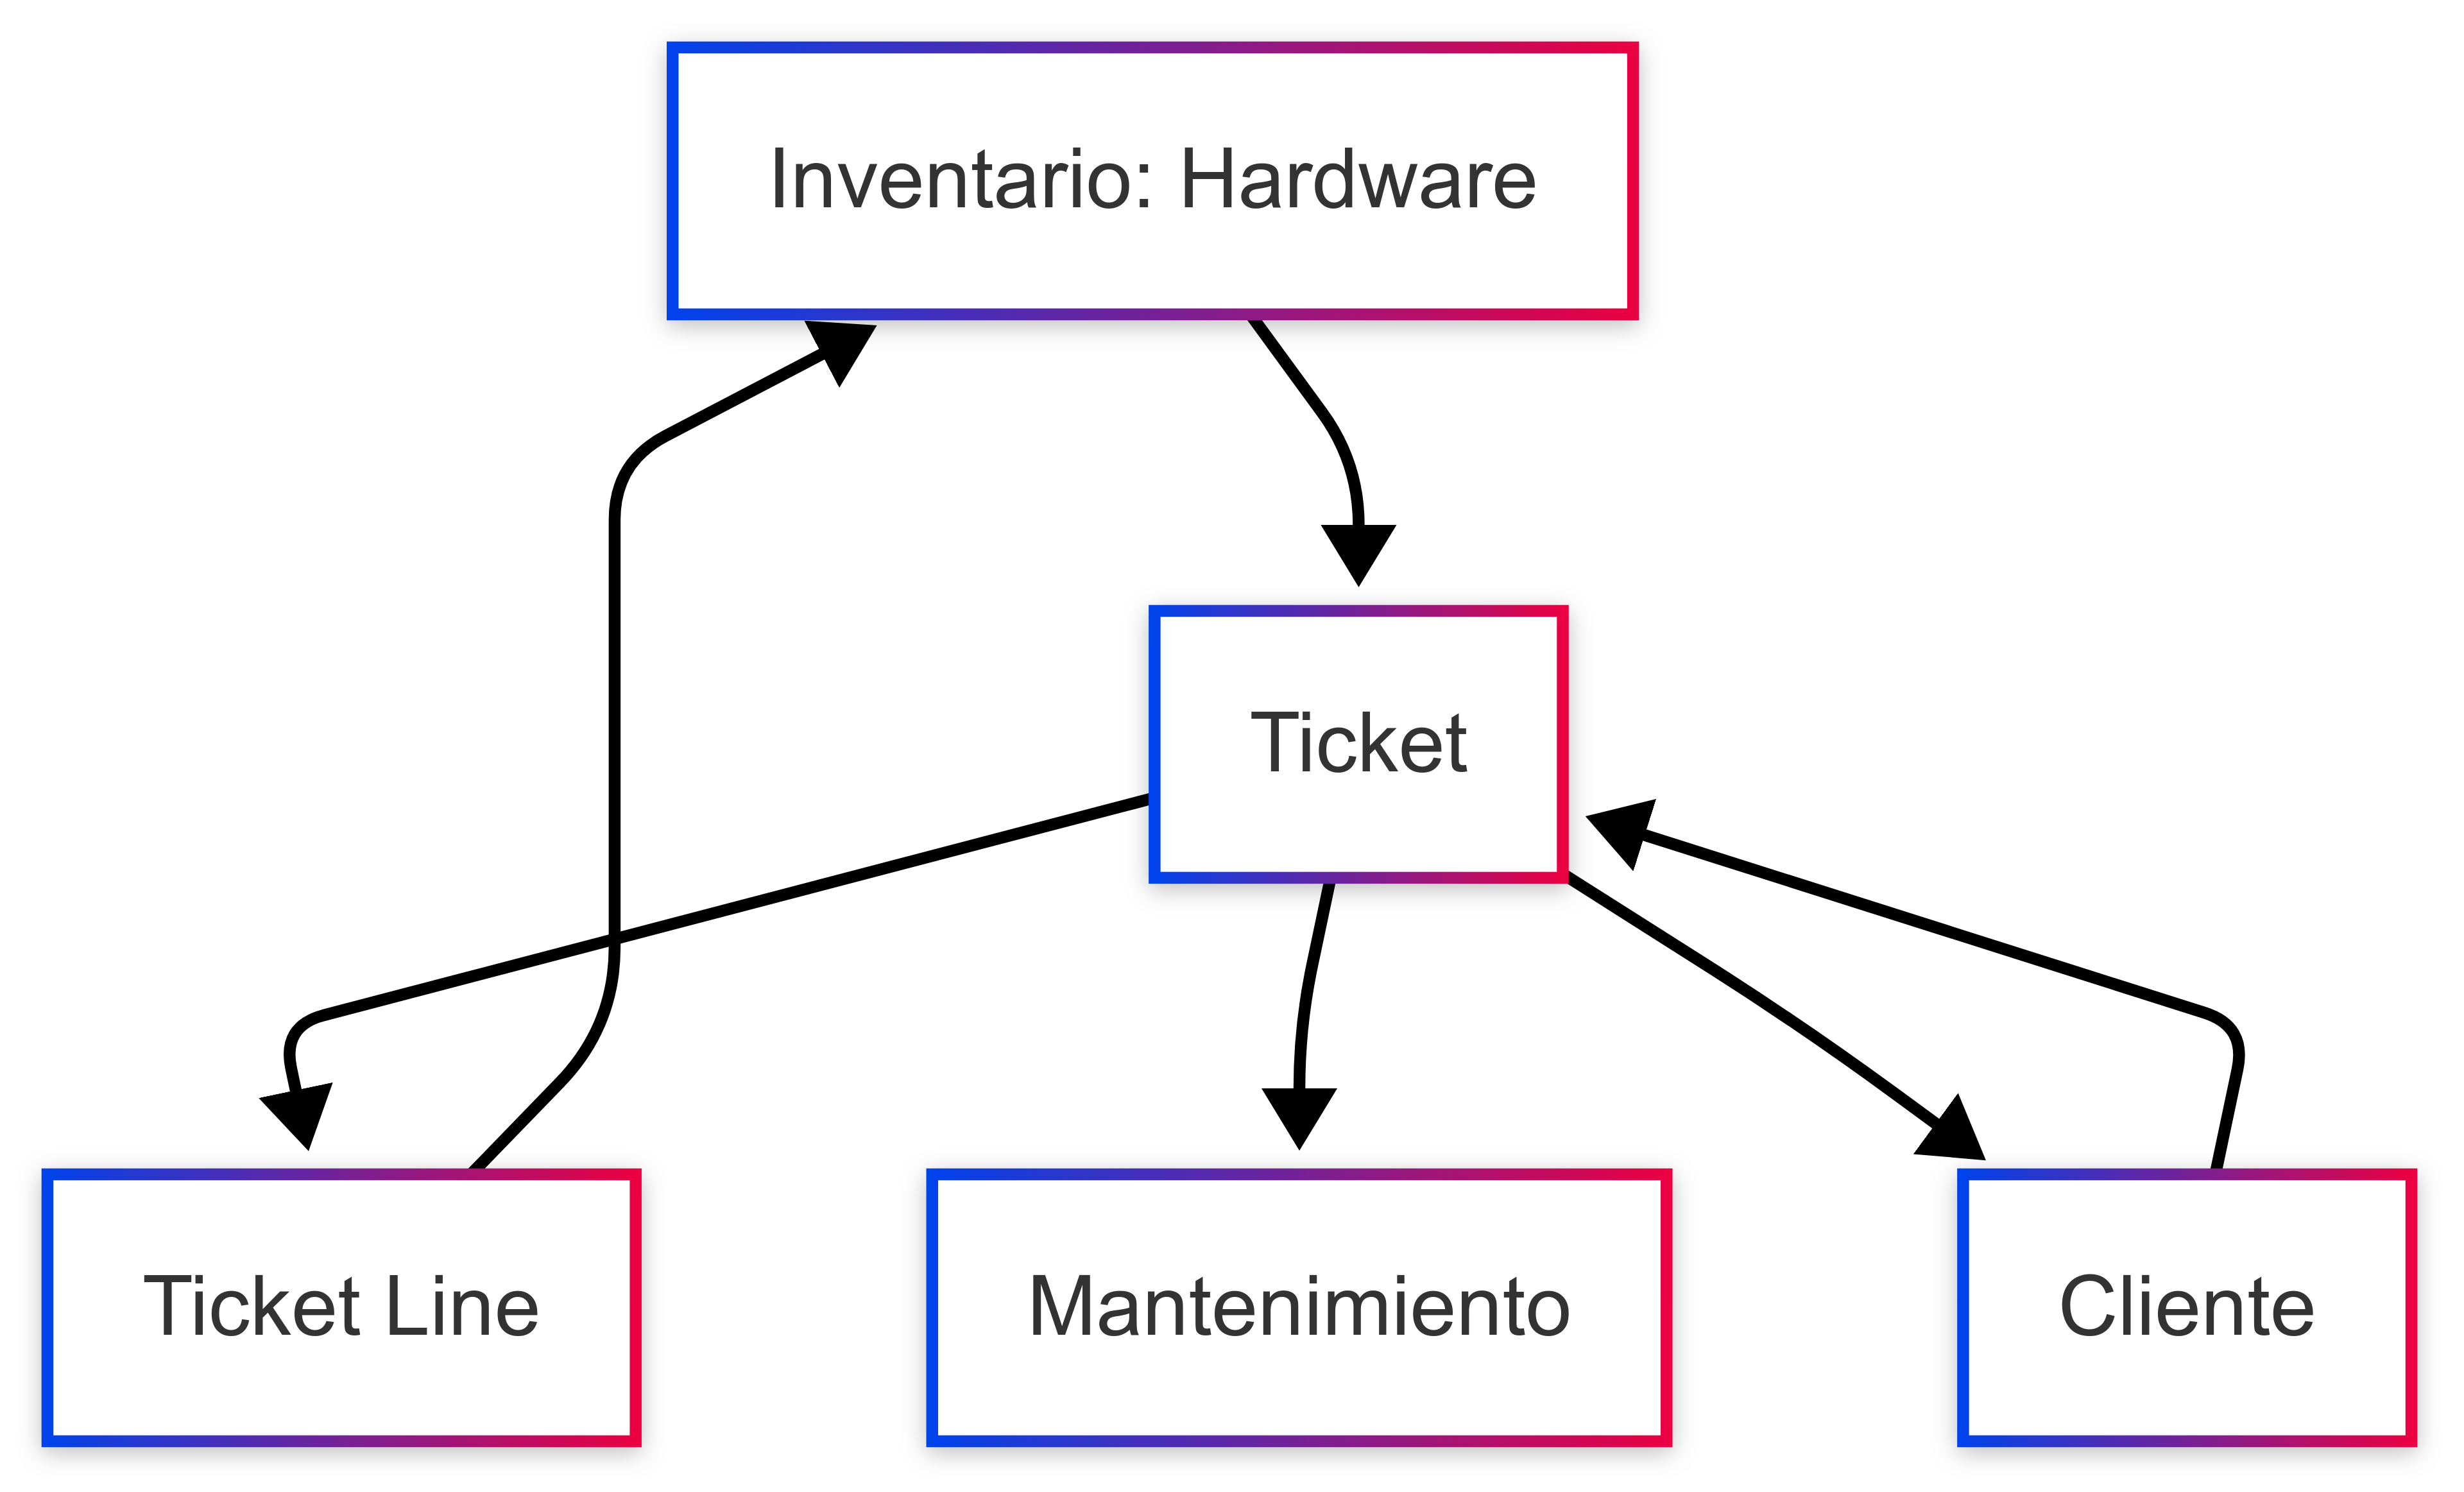 Inventario: Hardware
Ticket
Ticket Line
Mantenimiento
Cliente